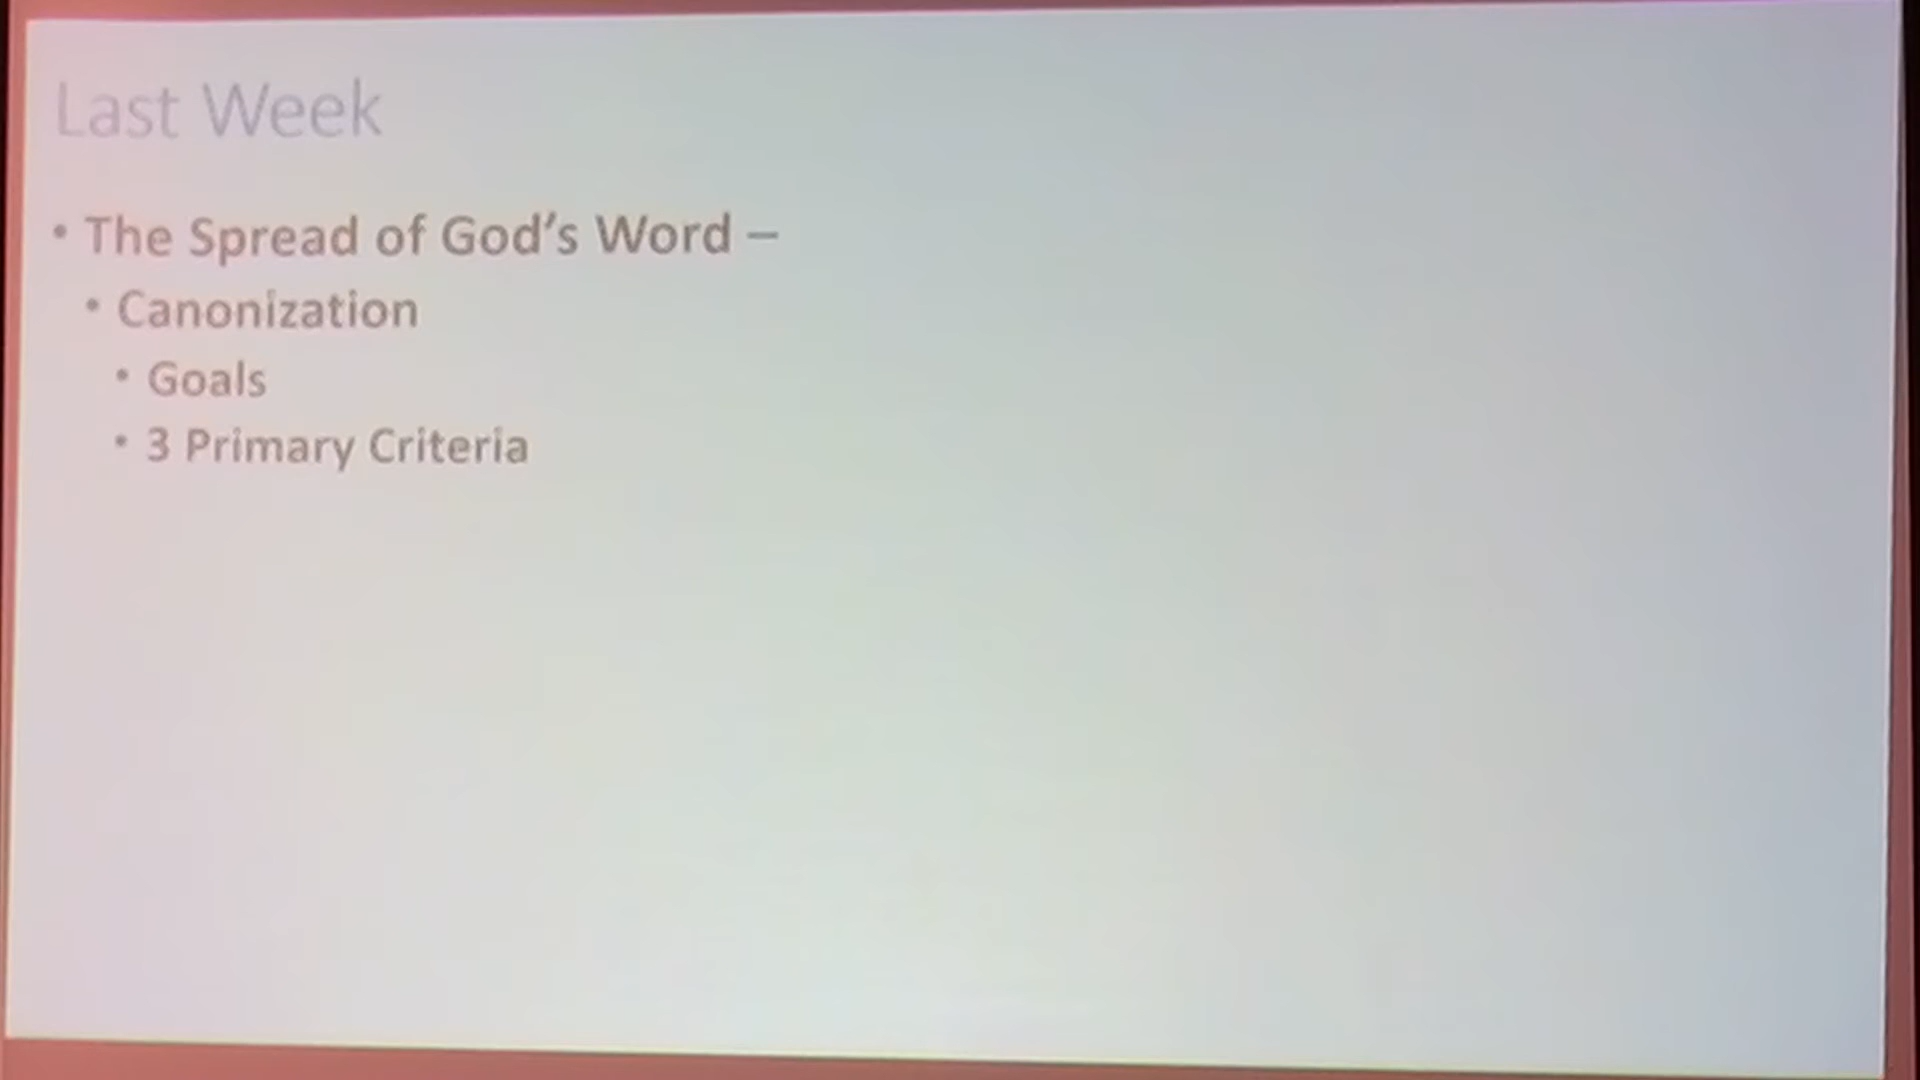 Last Week
• The Spread of God’s Word –
• Canonization
• Goals
• 3 Primary Criteria